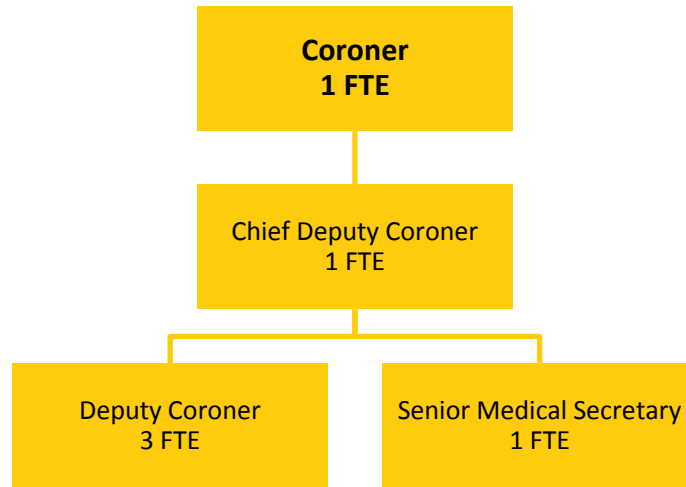 Coroner
1 FTE
Chief Deputy Coroner
1 FTE
Deputy Coroner
3 FTE
Senior Medical Secretary
1 FTE